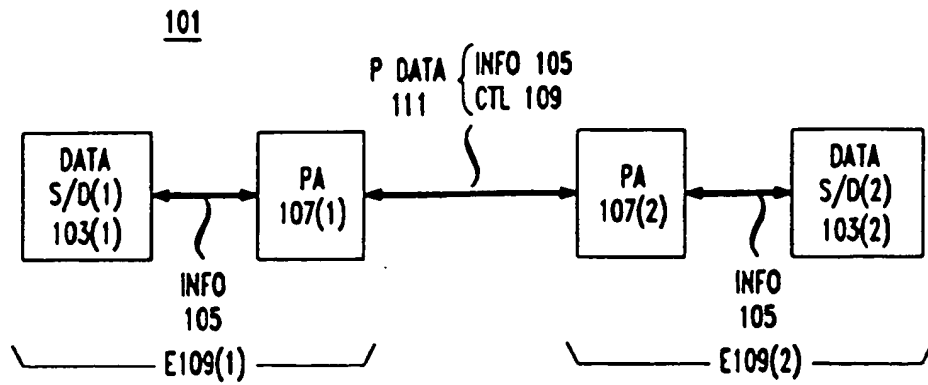 101
P DATA { INFO 105
111 CTL 109
DATA
S/D(1)
103(1)
PA
107(1)
PA
107(2)
DATA
S/D(2)
103(2)
INFO
105
INFO
105
E109(1)
E109(2)